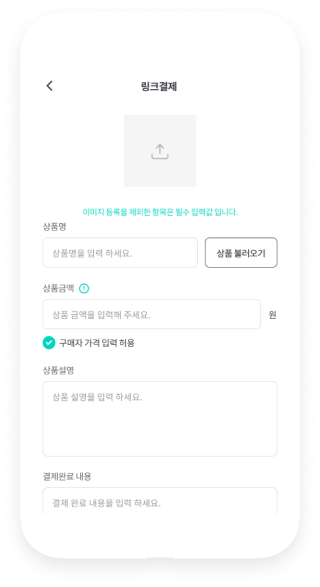 링크결제
이미지 등록을 제외한 항목은 필수 입력값 입니다.
상품명
상품명을 입력 하세요.
상품 불러오기
상품금액
상품 금액을 입력해 주세요.
원
구매자 가격 입력 허용
상품설명
상품 설명을 입력 하세요.
결제완료 내용
결제 완료 내용을 입력 하세요.